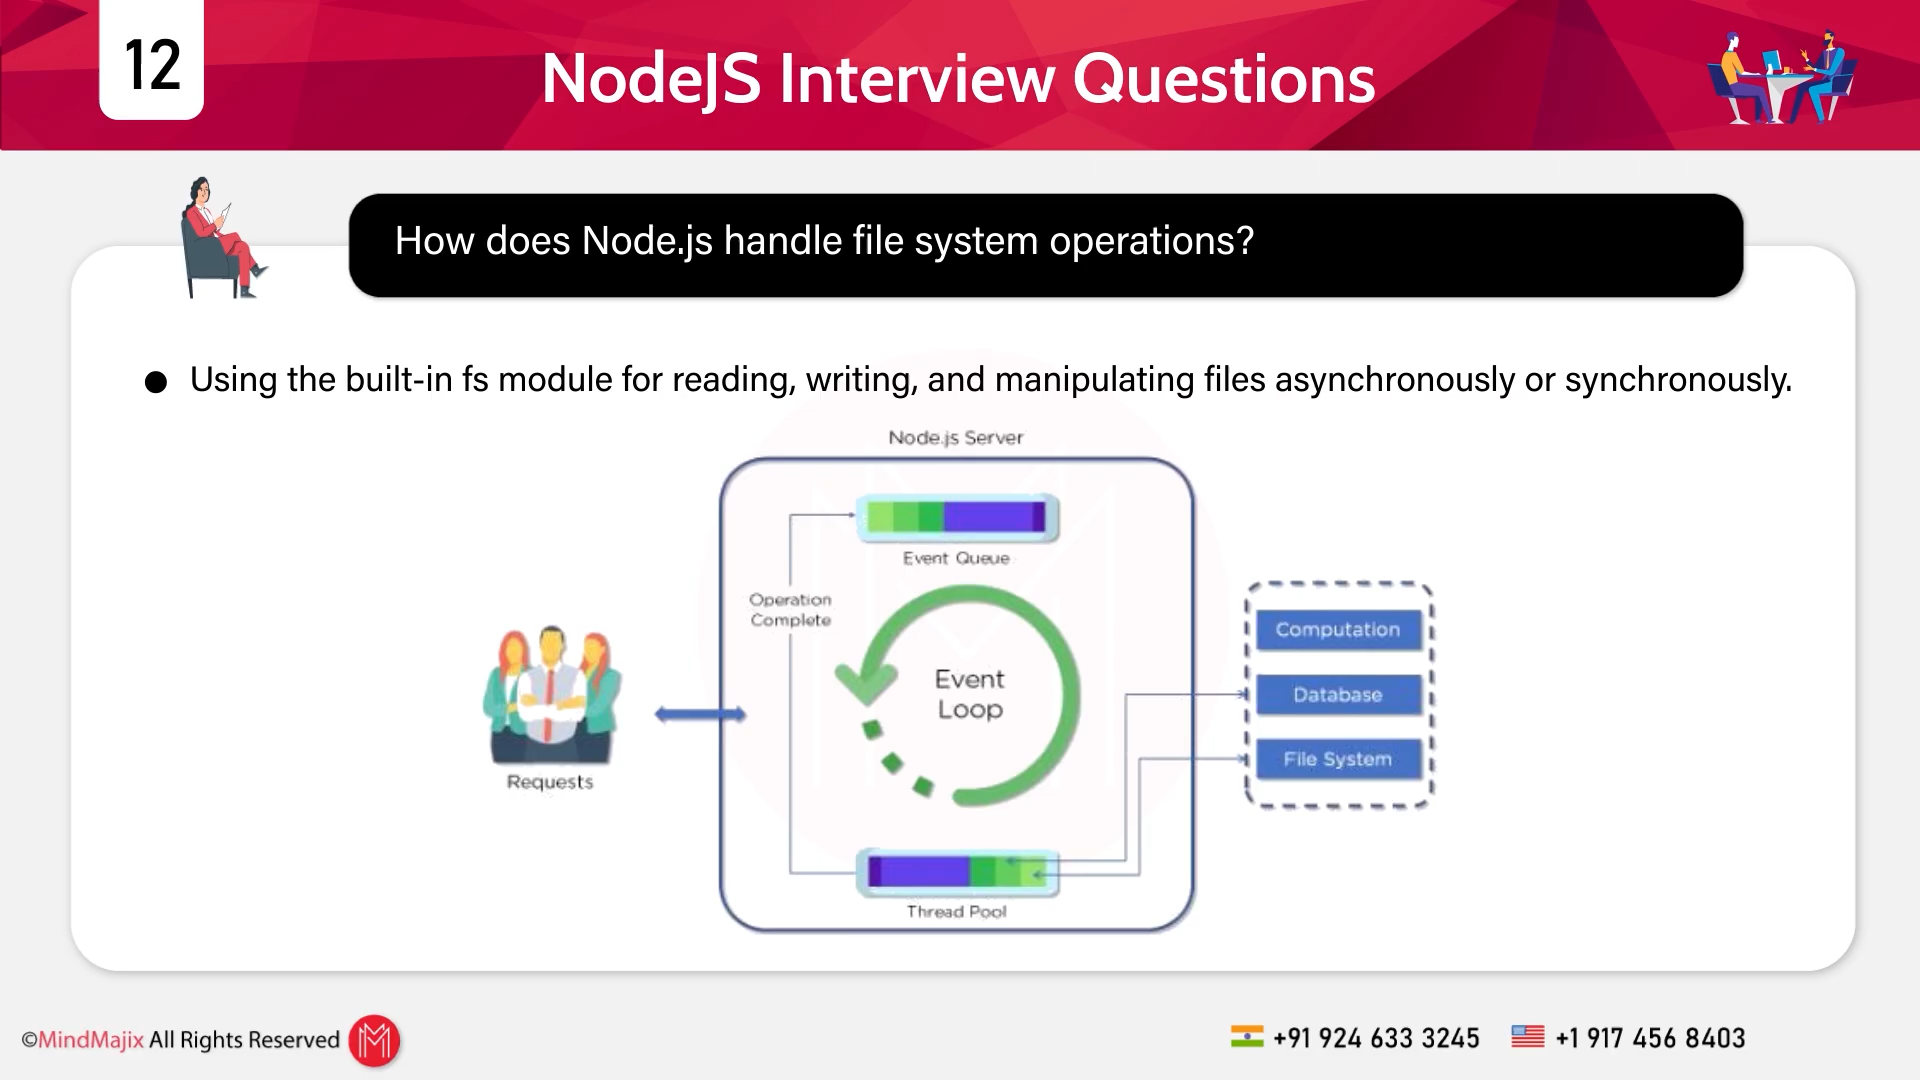 12
NodeJS Interview Questions
How does Node.js handle file system operations?
● Using the built-in fs module for reading, writing, and manipulating files asynchronously or synchronously.
Node.js Server
Event Queue
Operation
Complete
Event
Loop
Computation
Database
File System
Requests
Thread Pool
©MindMajix All Rights Reserved
+91 924 633 3245
+1 917 456 8403